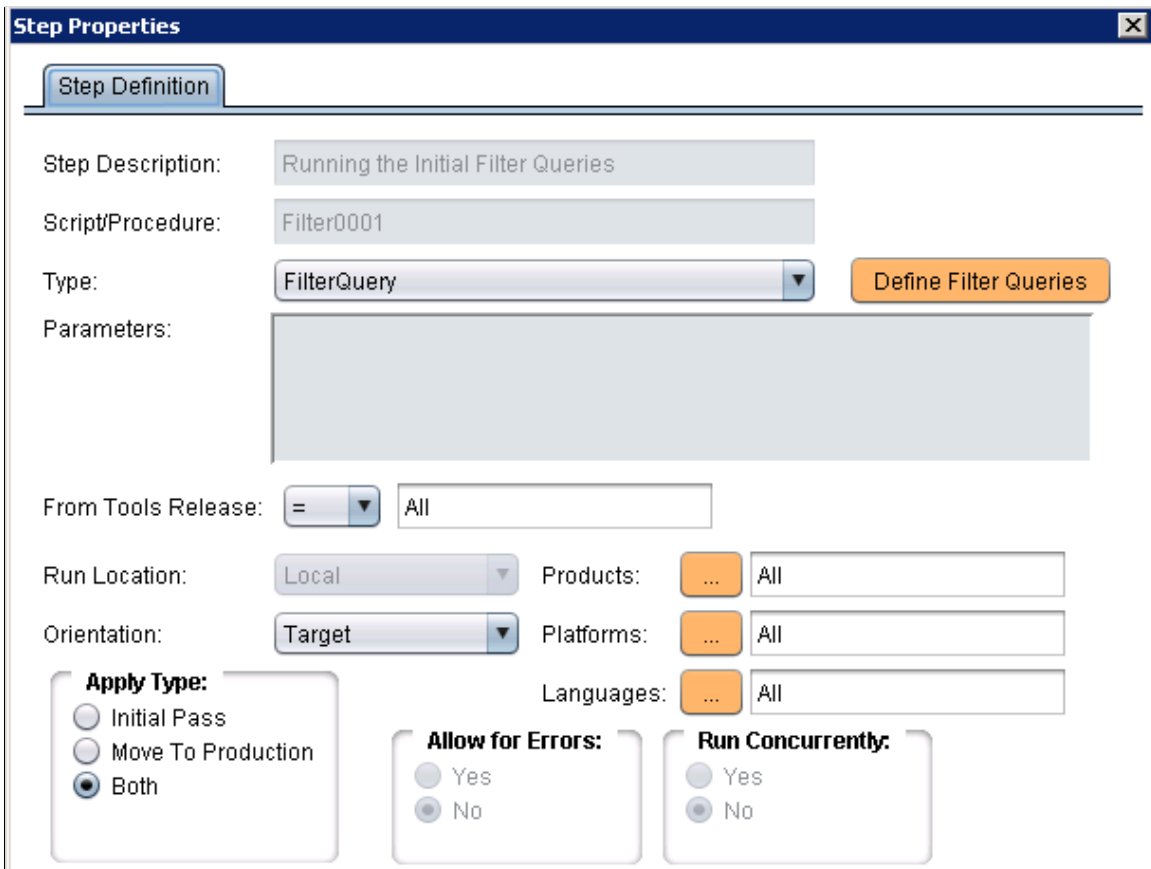 Step Properties
Step Definition
Step Description: Running the Initial Filter Queries
Script/Procedure: Filter0001
Type: FilterQuery Define Filter Queries
Parameters:
From Tools Release: = All
Run Location: Local Products: ... All
Orientation: Target Platforms: ... All
Languages: ... All
Apply Type:
Initial Pass
Move To Production
Both
Allow for Errors:
Yes
No
Run Concurrently:
Yes
No